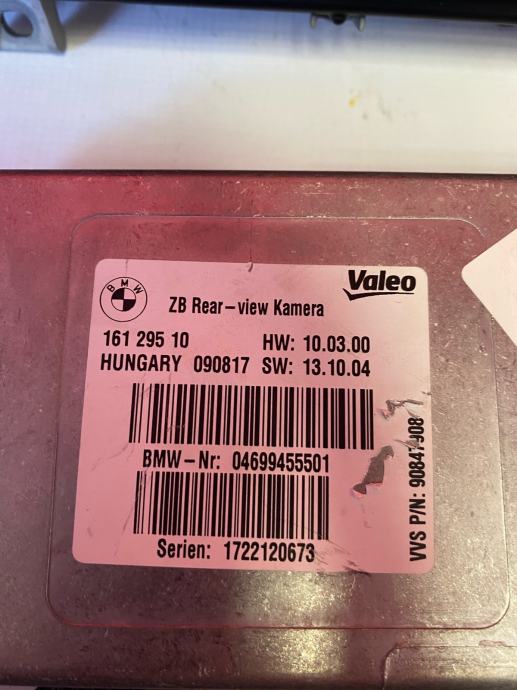 BMW
Valeo
ZB Rear-view Kamera
161 295 10 HW: 10.03.00
HUNGARY 090817 SW: 13.10.04
BMW-Nr: 04699455501
Serien: 1722120673
VVS P/N: